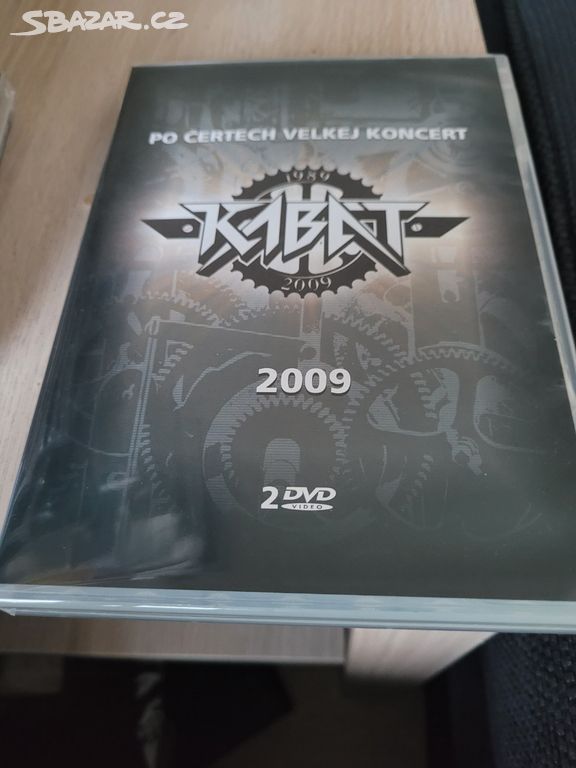 SBAZAR.CZ
PO ČERTECH VELKEJ KONCERT
1989
KABÁT
2009
2009
2 DVD
VIDEO